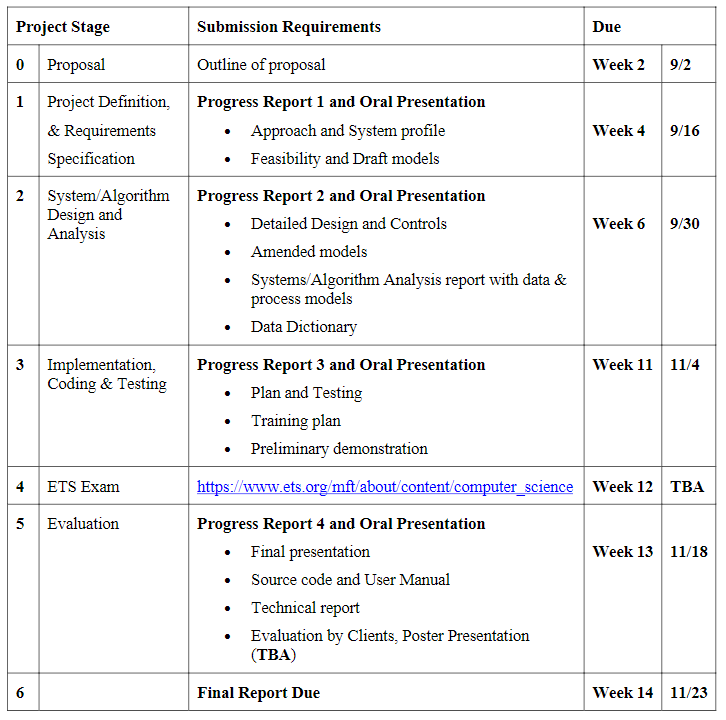 Project Stage Submission Requirements Due
0 Proposal Outline of proposal Week 2 9/2
1 Project Definition, Progress Report 1 and Oral Presentation
& Requirements • Approach and System profile Week 4 9/16
Specification • Feasibility and Draft models
2 System/Algorithm Progress Report 2 and Oral Presentation
Design and • Detailed Design and Controls Week 6 9/30
Analysis
• Amended models
• Systems/Algorithm Analysis report with data &
process models
• Data Dictionary
3 Implementation, Progress Report 3 and Oral Presentation Week 11 11/4
Coding & Testing • Plan and Testing
• Training plan
• Preliminary demonstration
4 ETS Exam https://www.ets.org/mft/about/content/computer_science Week 12 TBA
5 Evaluation Progress Report 4 and Oral Presentation
• Final presentation Week 13 11/18
• Source code and User Manual
• Technical report
• Evaluation by Clients, Poster Presentation
(TBA)
6 Final Report Due Week 14 11/23